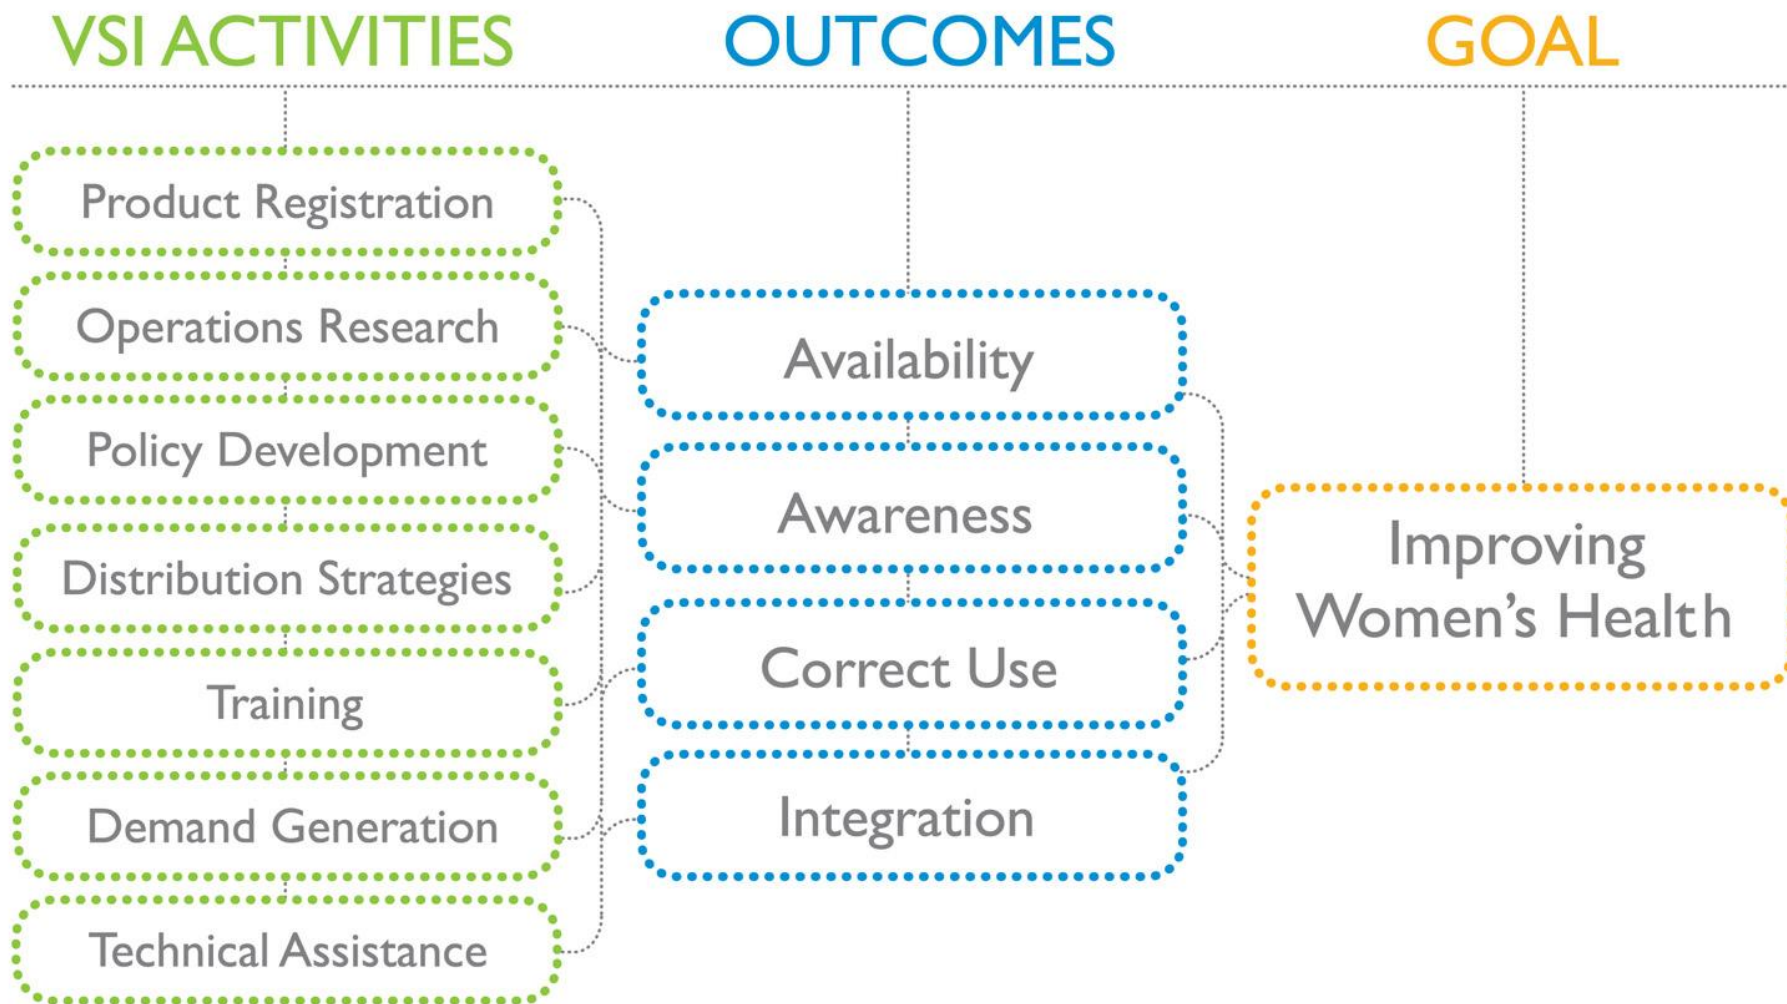 VSI ACTIVITIES
OUTCOMES
GOAL
Product Registration
Operations Research
Policy Development
Distribution Strategies
Training
Demand Generation
Technical Assistance
Availability
Awareness
Correct Use
Integration
Improving
Women's Health